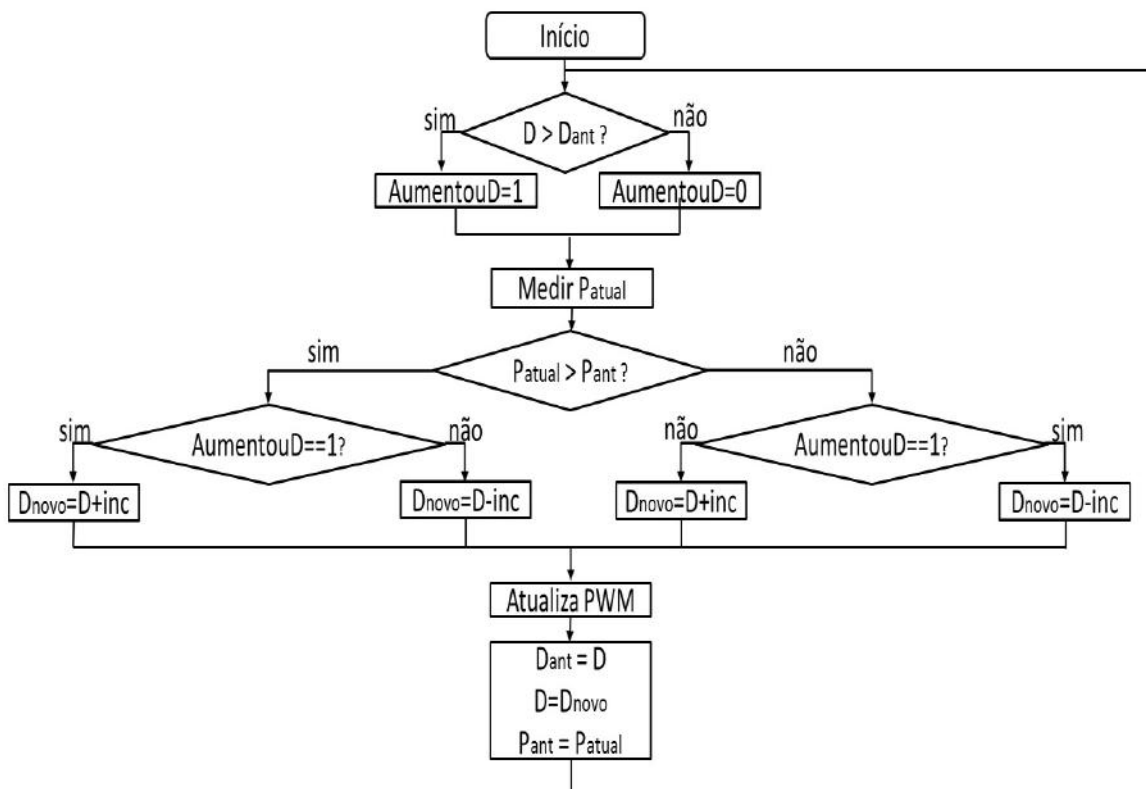 Início
sim
não
D > Dant ?
AumentouD=1
AumentouD=0
Medir Patual
sim
não
Patual > Pant ?
sim
AumentouD==1?
não
não
AumentouD==1?
sim
Dnovo=D+inc
Dnovo=D-inc
Dnovo=D+inc
Dnovo=D-inc
Atualiza PWM
Dant = D
D=Dnovo
Pant = Patual